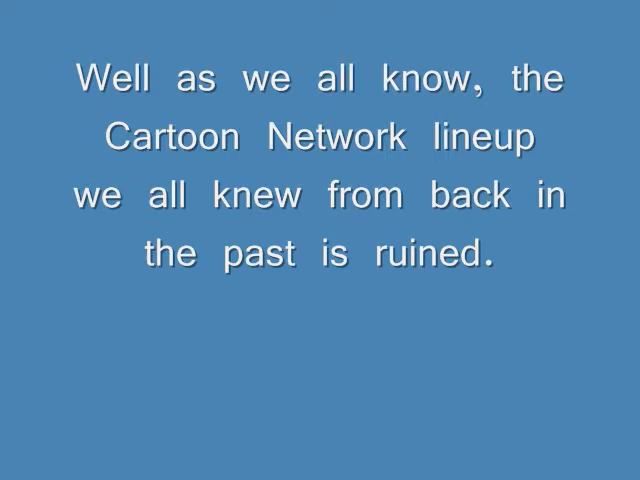 Well as we all know, the
Cartoon Network lineup
we all knew from back in
the past is ruined.